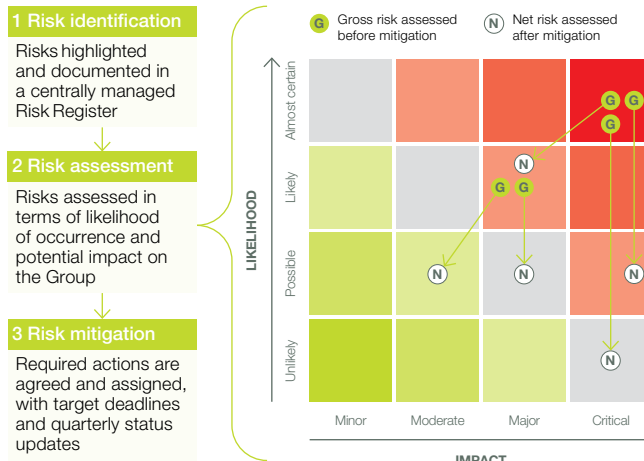 1 Risk identification
Risks highlighted
and documented in
a centrally managed
Risk Register
2 Risk assessment
Risks assessed in
terms of likelihood
of occurrence and
potential impact on
the Group
3 Risk mitigation
Required actions are
agreed and assigned,
with target deadlines
and quarterly status
updates
G Gross risk assessed
before mitigation
N Net risk assessed
after mitigation
LIKELIHOOD
Almost certain
Likely
Possible
Unlikely
G G
G
N
G G
N N N
N
Minor Moderate Major Critical
IMPACT